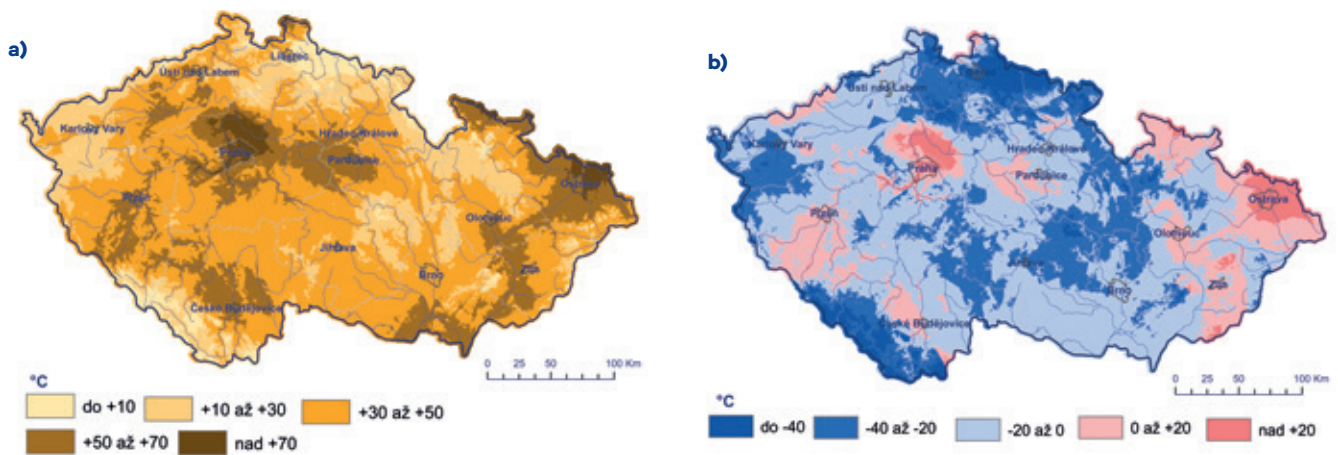 a)
Liberec
Ústí nad Labem
Karlovy Vary
Hradec Králové
Praha
Pardubice
Ostrava
Plzeň
Olomouc
Jihlava
Zlín
Brno
České Budějovice
0 25 50 100 Km
°C
do +10
+10 až +30
+30 až +50
+50 až +70
nad +70
b)
Ústí nad Labem
Karlovy Vary
Hradec Králové
Praha
Pardubice
Ostrava
Plzeň
Olomouc
Zlín
Brno
České Budějovice
0 25 50 100 Km
°C
do -40
-40 až -20
-20 až 0
0 až +20
nad +20